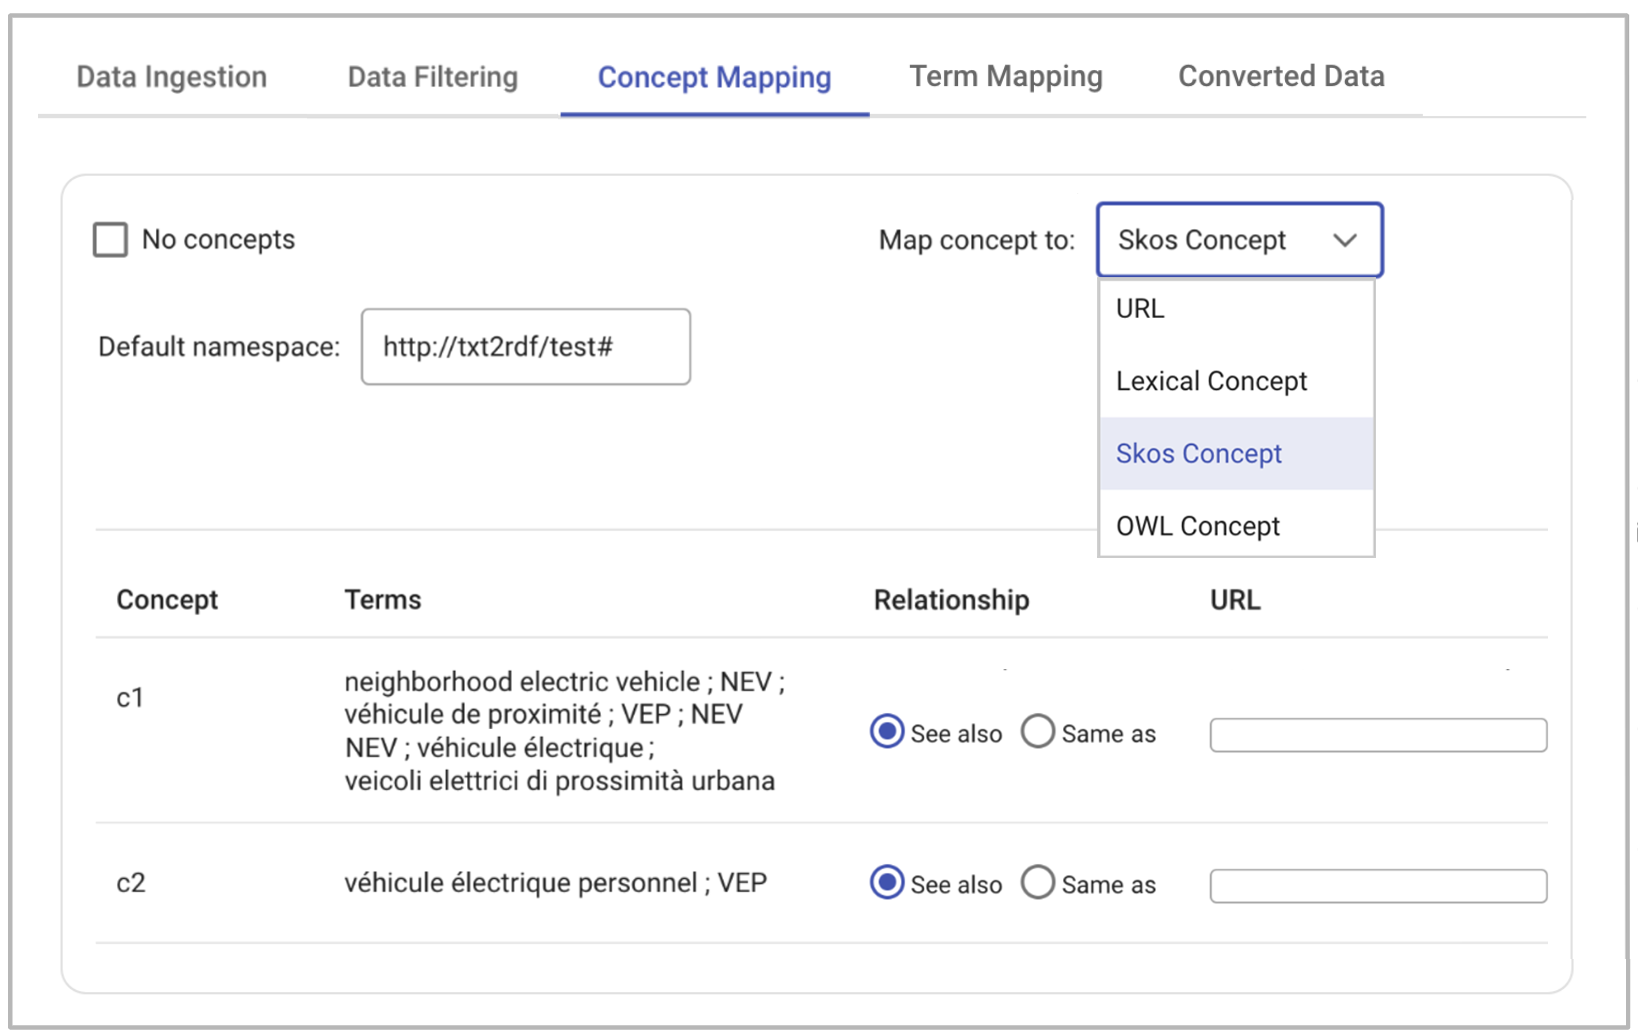 Data Ingestion Data Filtering Concept Mapping Term Mapping Converted Data
No concepts Map concept to: Skos Concept
URL
Default namespace: http://txt2rdf/test#
Lexical Concept
Skos Concept
OWL Concept
Concept Terms Relationship URL
c1
neighborhood electric vehicle ; NEV ;
véhicule de proximité ; VEP ; NEV
NEV ; véhicule électrique ;
veicoli elettrici di prossimità urbana
See also Same as
c2 véhicule électrique personnel ; VEP See also Same as